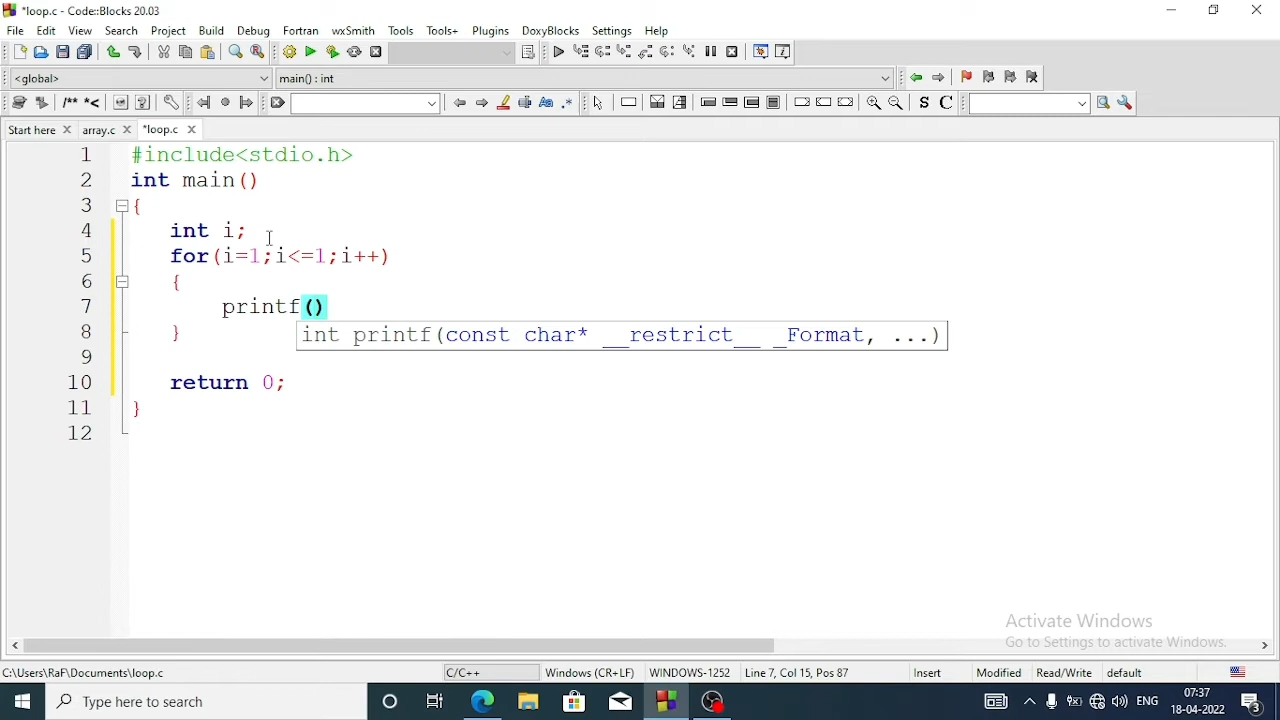 *loop.c - Code::Blocks 20.03
File Edit View Search Project Build Debug Fortran wxSmith Tools Tools+ Plugins DoxyBlocks Settings Help
<global> main() : int
/** *< Aa .* S C
Start here array.c *loop.c
1 #include<stdio.h>
2 int main()
3 {
4 int i;
5 for(i=1;i<=1;i++)
6 {
7 printf()
8 } int printf(const char* __restrict__ _Format, ...)
9
10 return 0;
11 }
12
Activate Windows
Go to Settings to activate Windows.
C:\Users\RaF\Documents\loop.c C/C++ Windows (CR+LF) WINDOWS-1252 Line 7, Col 15, Pos 87 Insert Modified Read/Write default
Type here to search ENG 07:37
18-04-2022 3